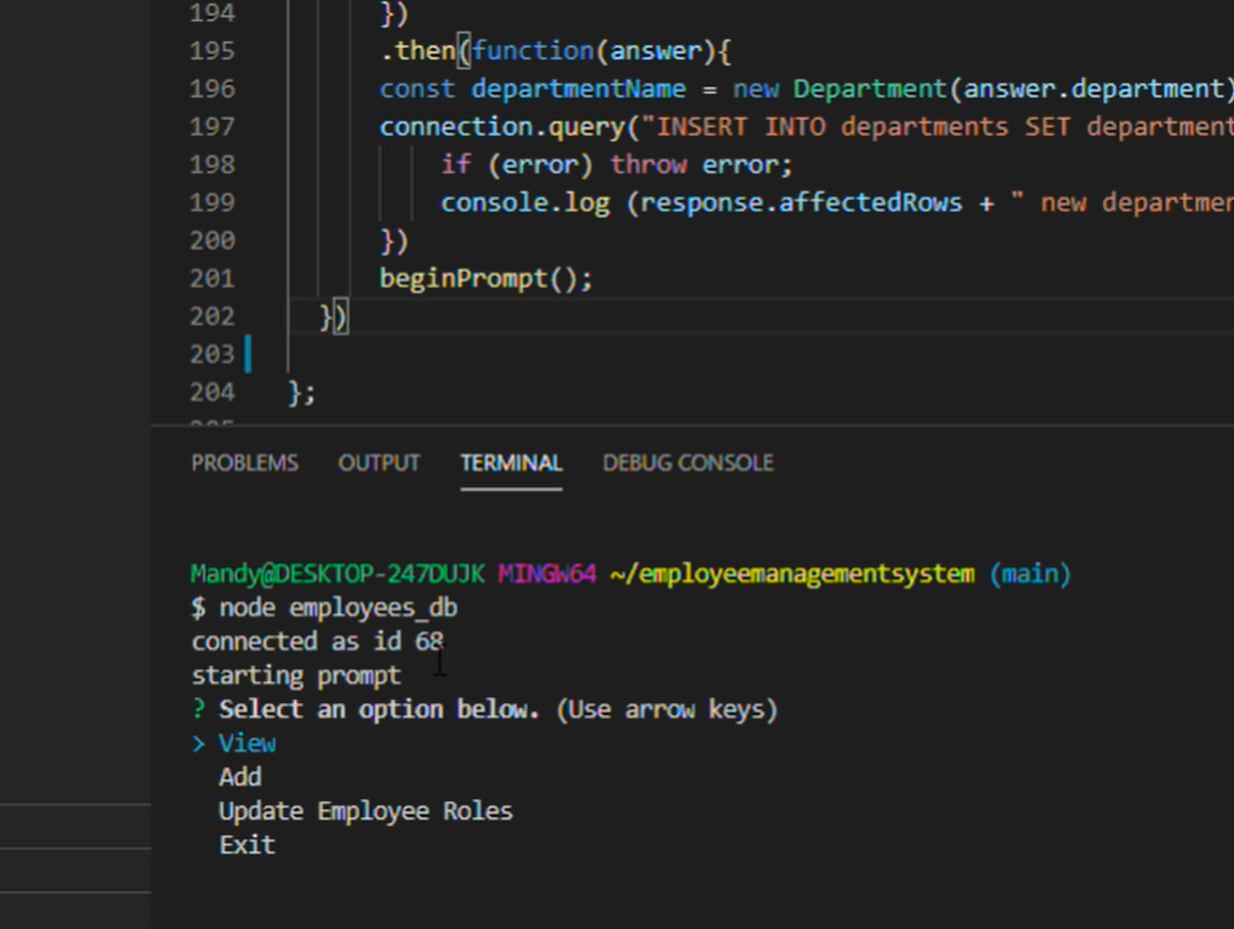 194 })
195 .then(function(answer){
196 const departmentName = new Department(answer.department)
197 connection.query("INSERT INTO departments SET department
198 if (error) throw error;
199 console.log (response.affectedRows + " new departmen
200 })
201 beginPrompt();
202 })
203
204 };
PROBLEMS OUTPUT TERMINAL DEBUG CONSOLE
Mandy@DESKTOP-247DUJK MINGW64 ~/employeemanagementsystem (main)
$ node employees_db
connected as id 68
starting prompt
? Select an option below. (Use arrow keys)
> View
Add
Update Employee Roles
Exit